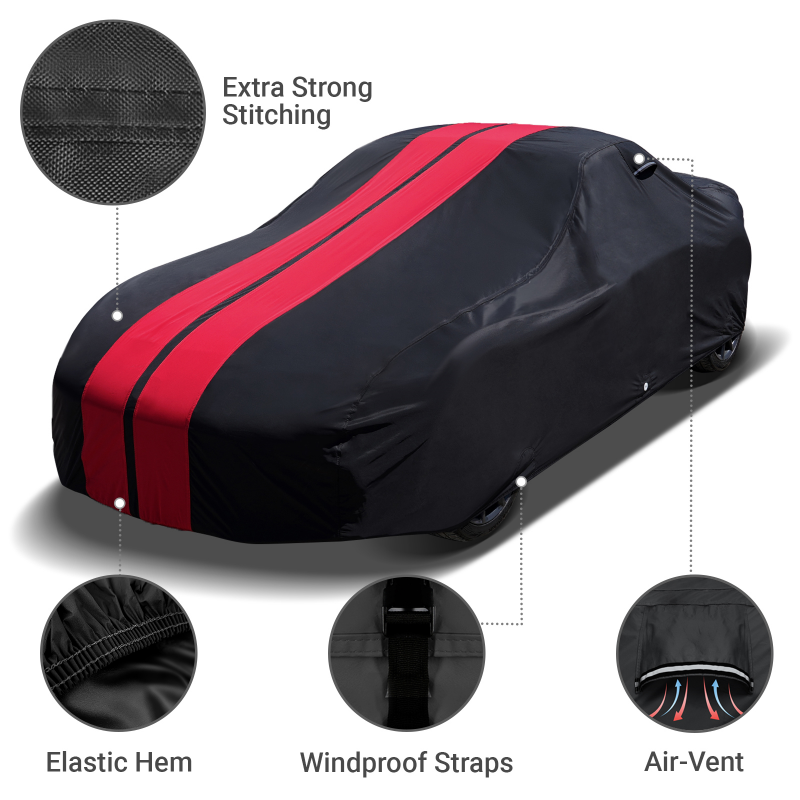 Extra Strong
Stitching
Elastic Hem
Windproof Straps
Air-Vent